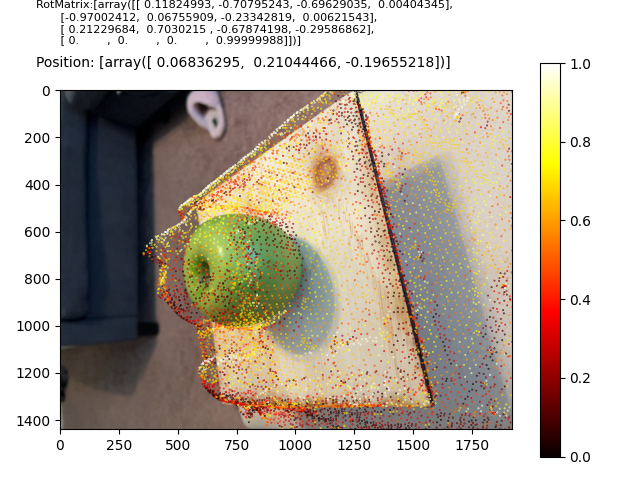 RotMatrix:[array([[ 0.11824993, -0.70795243, -0.69629035, 0.00404345],
[-0.97002412, 0.06755909, -0.23342819, 0.00621543],
[ 0.21229684, 0.7030215 , -0.67874198, -0.29586862],
[ 0. , 0. , 0. , 0.99999988]])]
Position: [array([ 0.06836295, 0.21044466, -0.19655218])]
0
200
400
600
800
1000
1200
1400
0 250 500 750 1000 1250 1500 1750
1.0
0.8
0.6
0.4
0.2
0.0